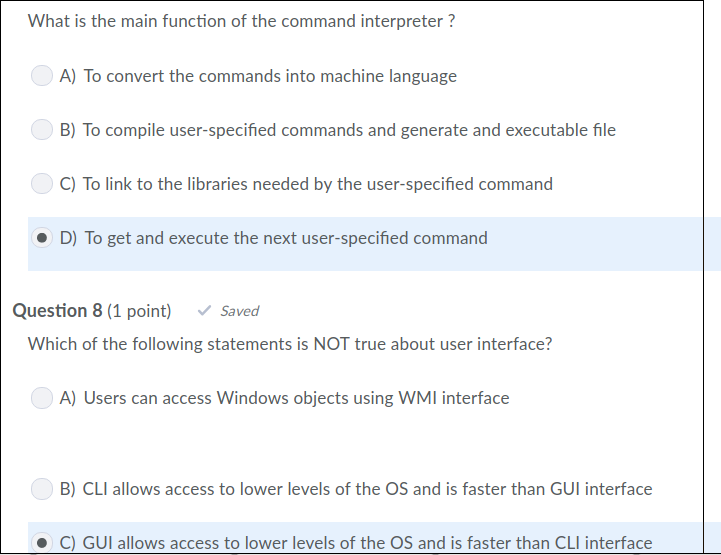 What is the main function of the command interpreter ?
A) To convert the commands into machine language
B) To compile user-specified commands and generate and executable file
C) To link to the libraries needed by the user-specified command
D) To get and execute the next user-specified command
Question 8 (1 point) Saved
Which of the following statements is NOT true about user interface?
A) Users can access Windows objects using WMI interface
B) CLI allows access to lower levels of the OS and is faster than GUI interface
C) GUI allows access to lower levels of the OS and is faster than CLI interface